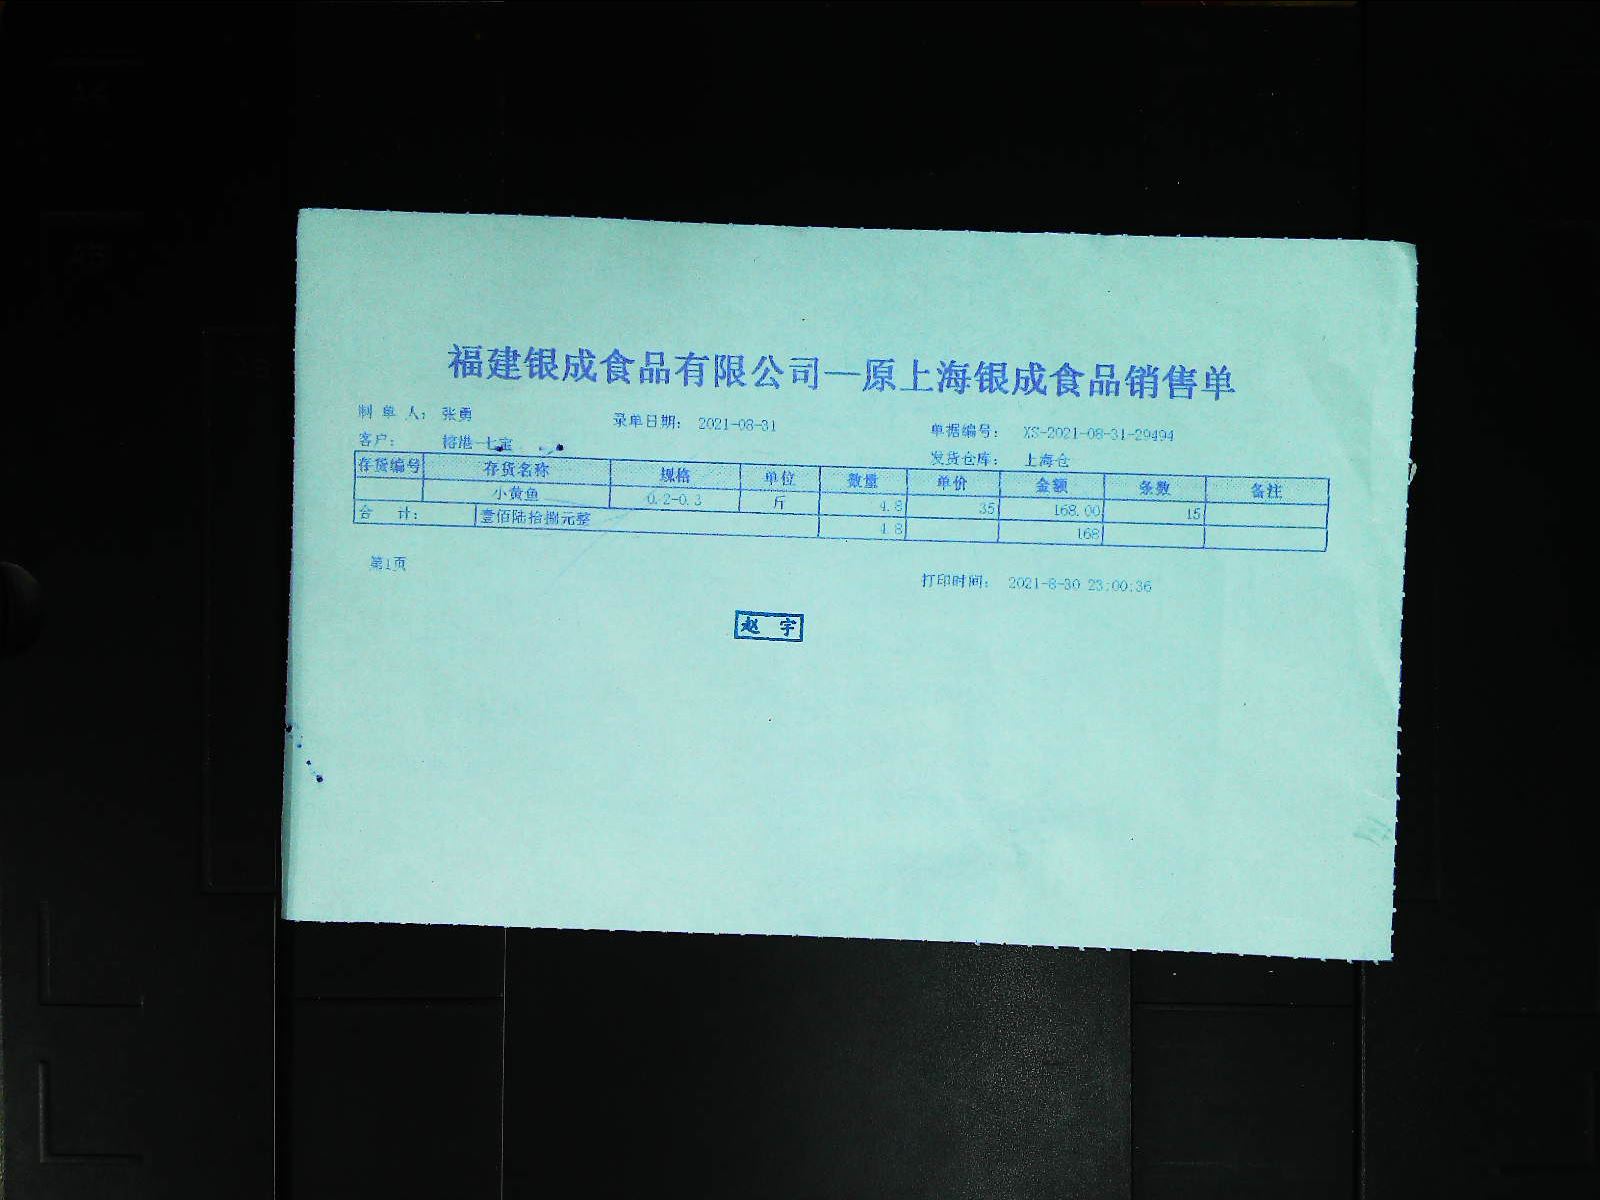 福建银成食品有限公司—原上海银成食品销售单
制 单 人： 张勇 录单日期： 2021-08-31 单据编号： XS-2021-08-31-29494
客户： 榕港-七宝 发货仓库： 上海仓
存货编号 存货名称 规格 单位 数量 单价 金额 条数 备注
小黄鱼 0.2-0.3 斤 4.8 35 168.00 15
合 计： 壹佰陆拾捌元整 4.8 168
第1页 打印时间： 2021-8-30 23:00:36
赵 宇